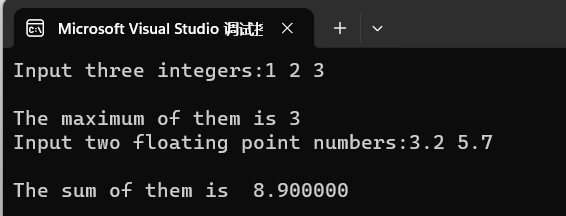 Microsoft Visual Studio 调试
Input three integers:1 2 3
The maximum of them is 3
Input two floating point numbers:3.2 5.7
The sum of them is  8.900000